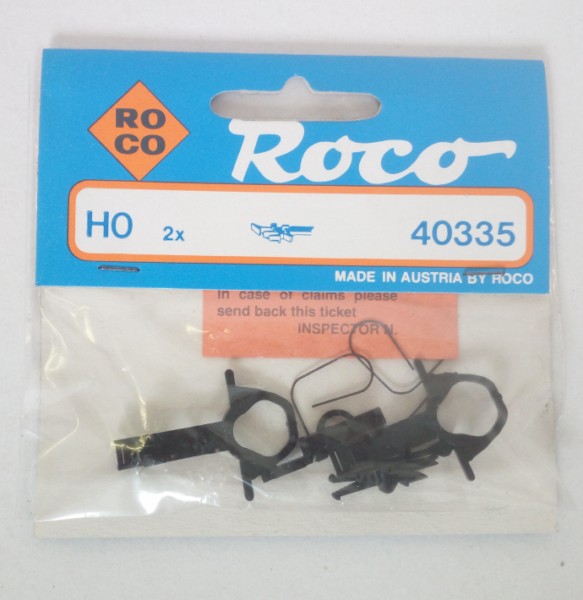 RO
CO
Roco
HO 2x 40335
MADE IN AUSTRIA BY ROCO
In case of claims please
send back this ticket
INSPECTOR N.